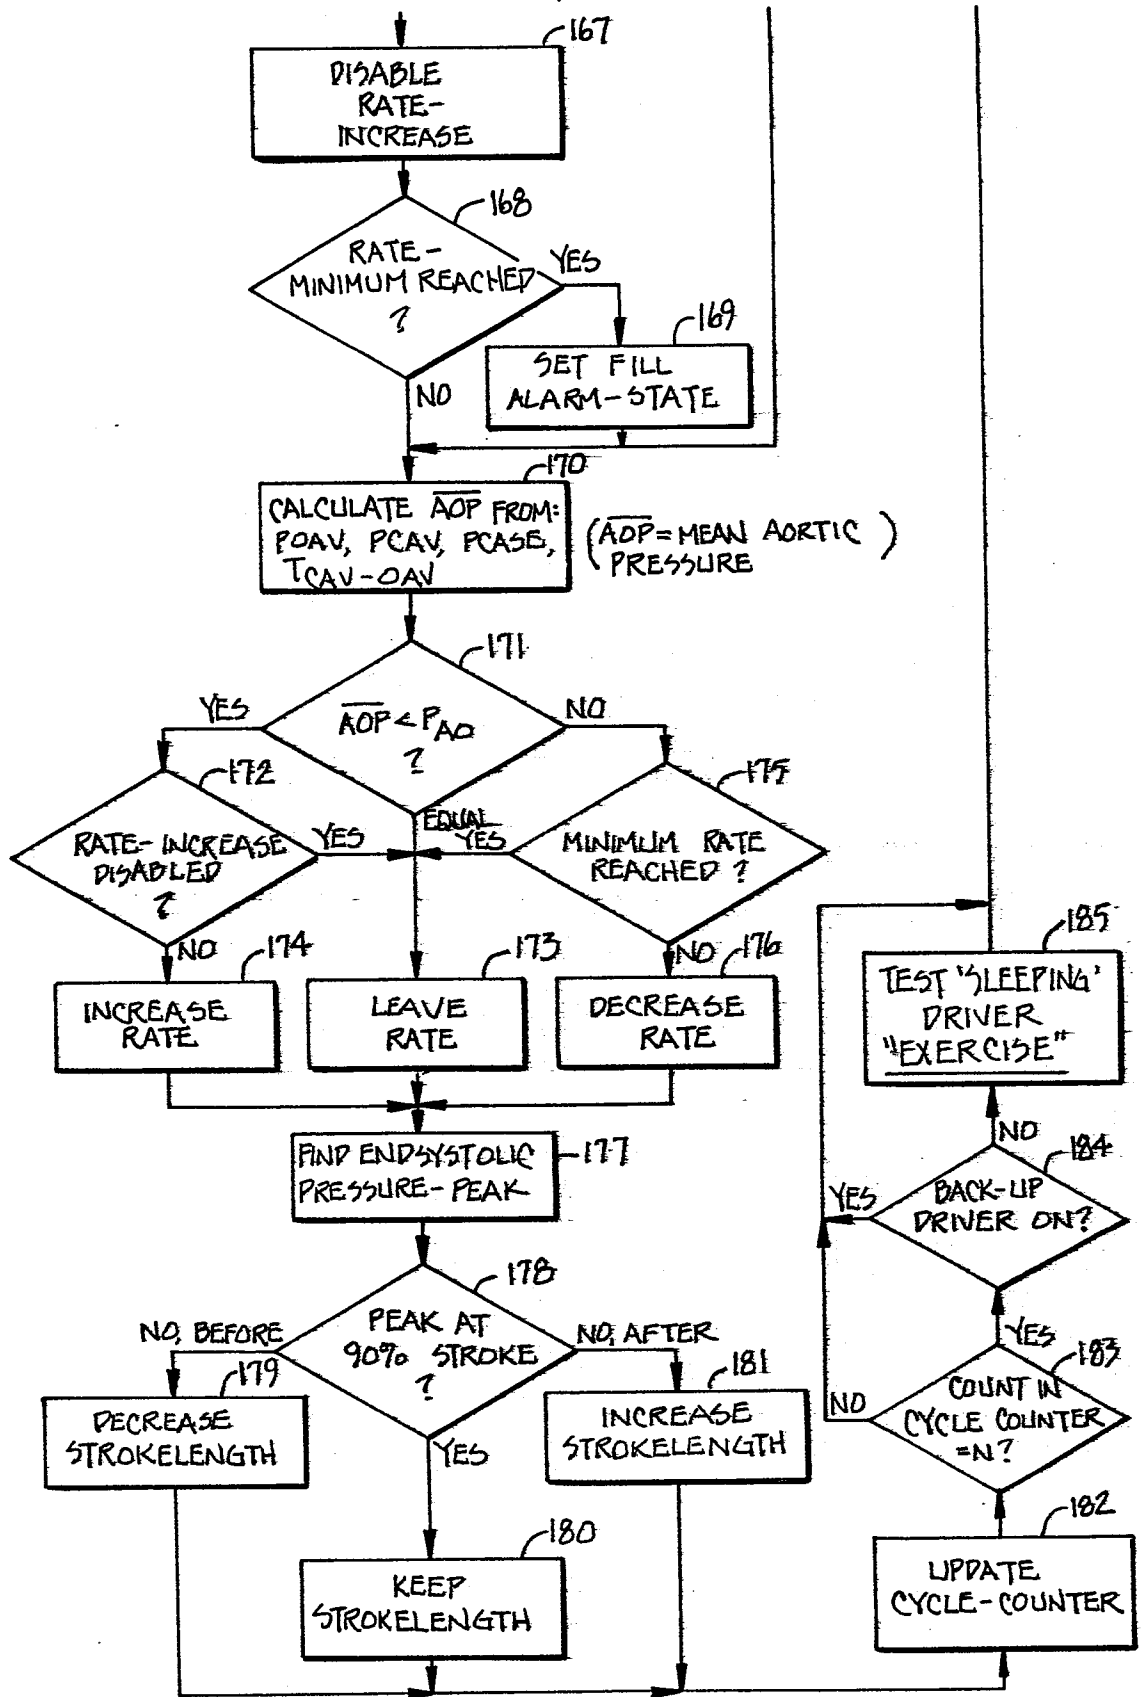 167
DISABLE
RATE-
INCREASE
168
RATE-
MINIMUM REACHED
?
YES
NO
169
SET FILL
ALARM-STATE
170
CALCULATE A̅O̅P̅ FROM:
POAV, PCAV, PCASE,
TCAV-OAV
(A̅O̅P̅=MEAN AORTIC
PRESSURE)
171
A̅O̅P̅ < PAO
?
YES
NO
EQUAL
172
RATE-INCREASE
DISABLED
?
YES
NO
175
MINIMUM RATE
REACHED ?
YES
NO
174
INCREASE
RATE
173
LEAVE
RATE
176
DECREASE
RATE
177
FIND ENDSYSTOLIC
PRESSURE-PEAK
178
PEAK AT
90% STROKE
?
NO, BEFORE
NO, AFTER
YES
179
DECREASE
STROKELENGTH
181
INCREASE
STROKELENGTH
180
KEEP
STROKELENGTH
185
TEST 'SLEEPING'
DRIVER
"EXERCISE"
NO
184
BACK-UP
DRIVER ON?
YES
YES
183
COUNT IN
CYCLE COUNTER
=N?
NO
182
UPDATE
CYCLE-COUNTER